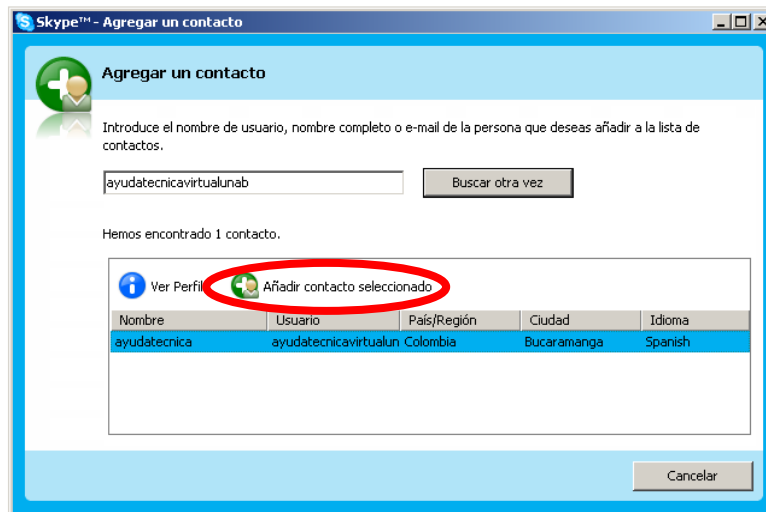 Skype™ - Agregar un contacto
Agregar un contacto
Introduce el nombre de usuario, nombre completo o e-mail de la persona que deseas añadir a la lista de
contactos.
ayudatecnicavirtualunab Buscar otra vez
Hemos encontrado 1 contacto.
Ver Perfil Añadir contacto seleccionado
Nombre Usuario País/Región Ciudad Idioma
ayudatecnica ayudatecnicavirtualun Colombia Bucaramanga Spanish
Cancelar